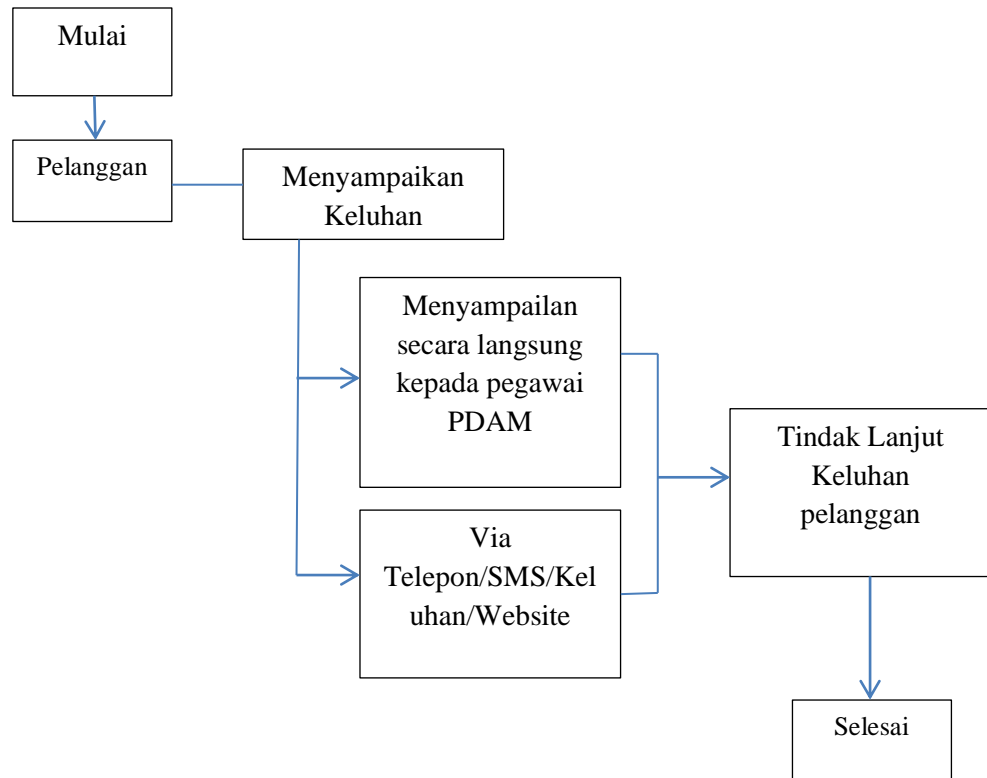 Mulai
Pelanggan
Menyampaikan
Keluhan
Menyampailan
secara langsung
kepada pegawai
PDAM
Via
Telepon/SMS/Kel
uhan/Website
Tindak Lanjut
Keluhan
pelanggan
Selesai